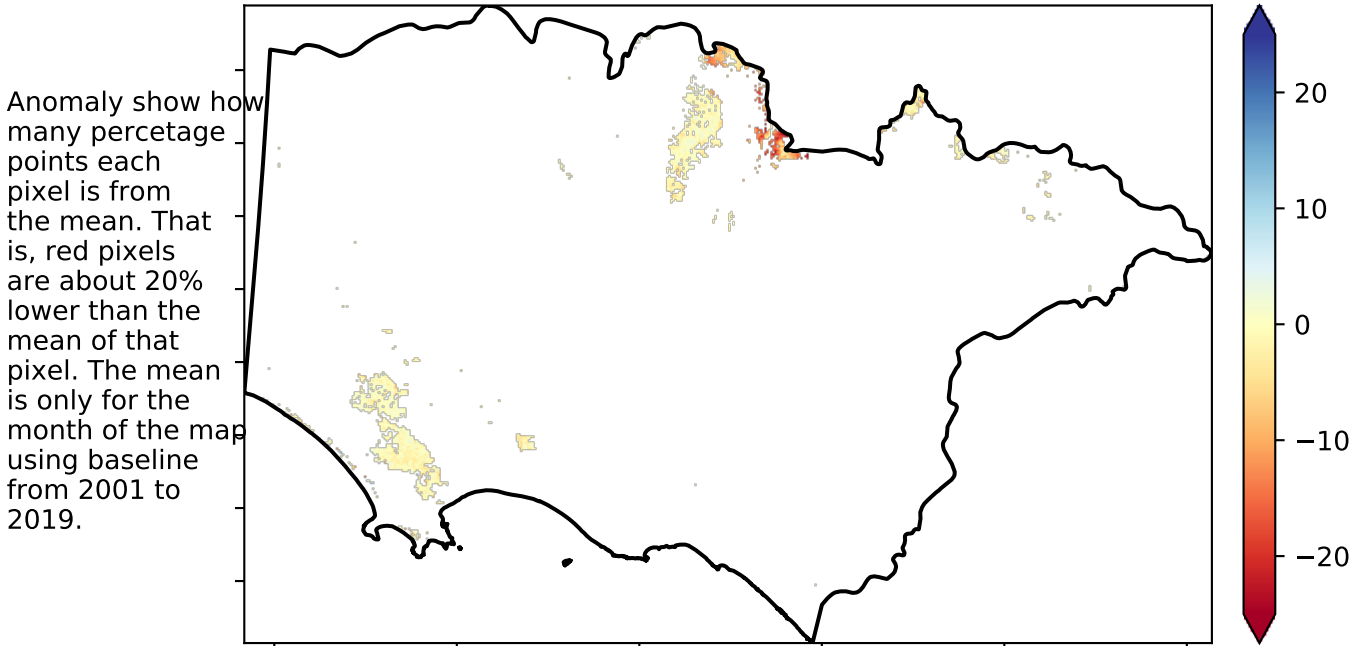 Anomaly show how
many percetage
points each
pixel is from
the mean. That
is, red pixels
are about 20%
lower than the
mean of that
pixel. The mean
is only for the
month of the map
using baseline
from 2001 to
2019.
20
10
0
−10
−20